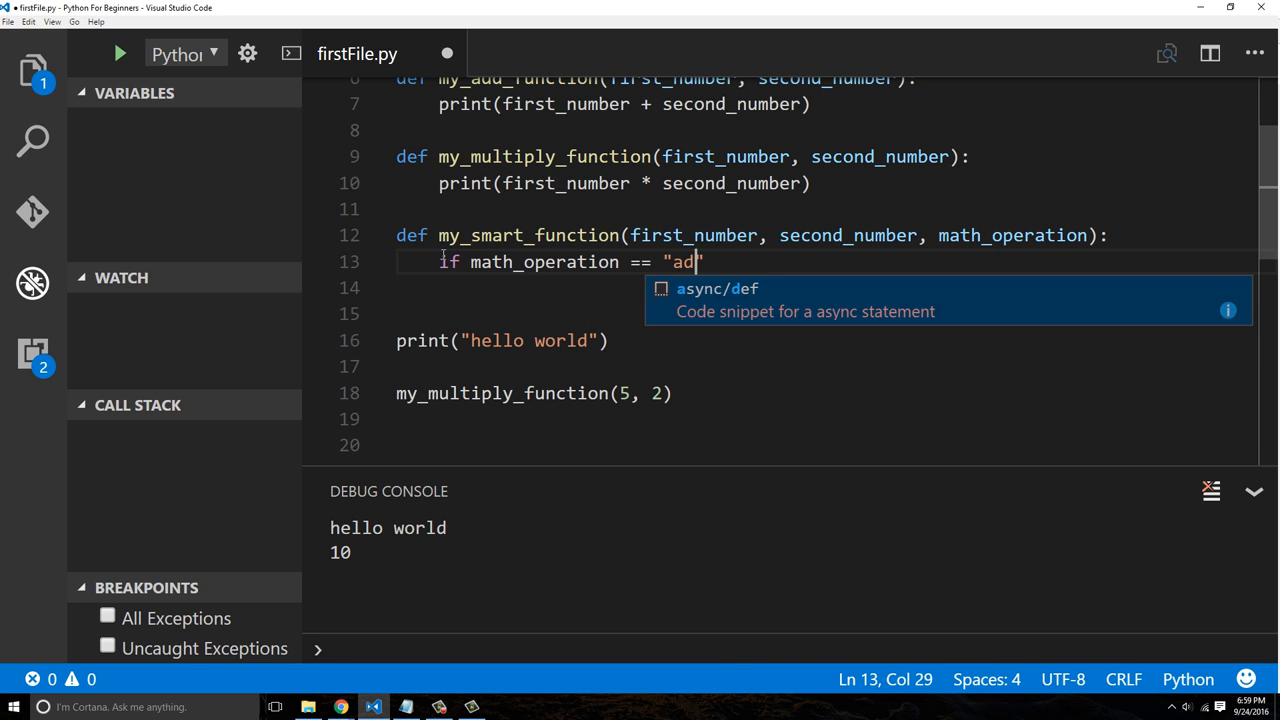 ● firstFile.py - Python For Beginners - Visual Studio Code
File Edit View Go Help
Python
firstFile.py
VARIABLES
WATCH
CALL STACK
BREAKPOINTS
All Exceptions
Uncaught Exceptions
1
2
6 def my_add_function(first_number, second_number):
7 print(first_number + second_number)
8
9 def my_multiply_function(first_number, second_number):
10 print(first_number * second_number)
11
12 def my_smart_function(first_number, second_number, math_operation):
13 if math_operation == "ad"
14
async/def
Code snippet for a async statement
15
16 print("hello world")
17
18 my_multiply_function(5, 2)
19
20
DEBUG CONSOLE
hello world
10
0 0
Ln 13, Col 29 Spaces: 4 UTF-8 CRLF Python
I'm Cortana. Ask me anything.
6:59 PM
9/24/2016